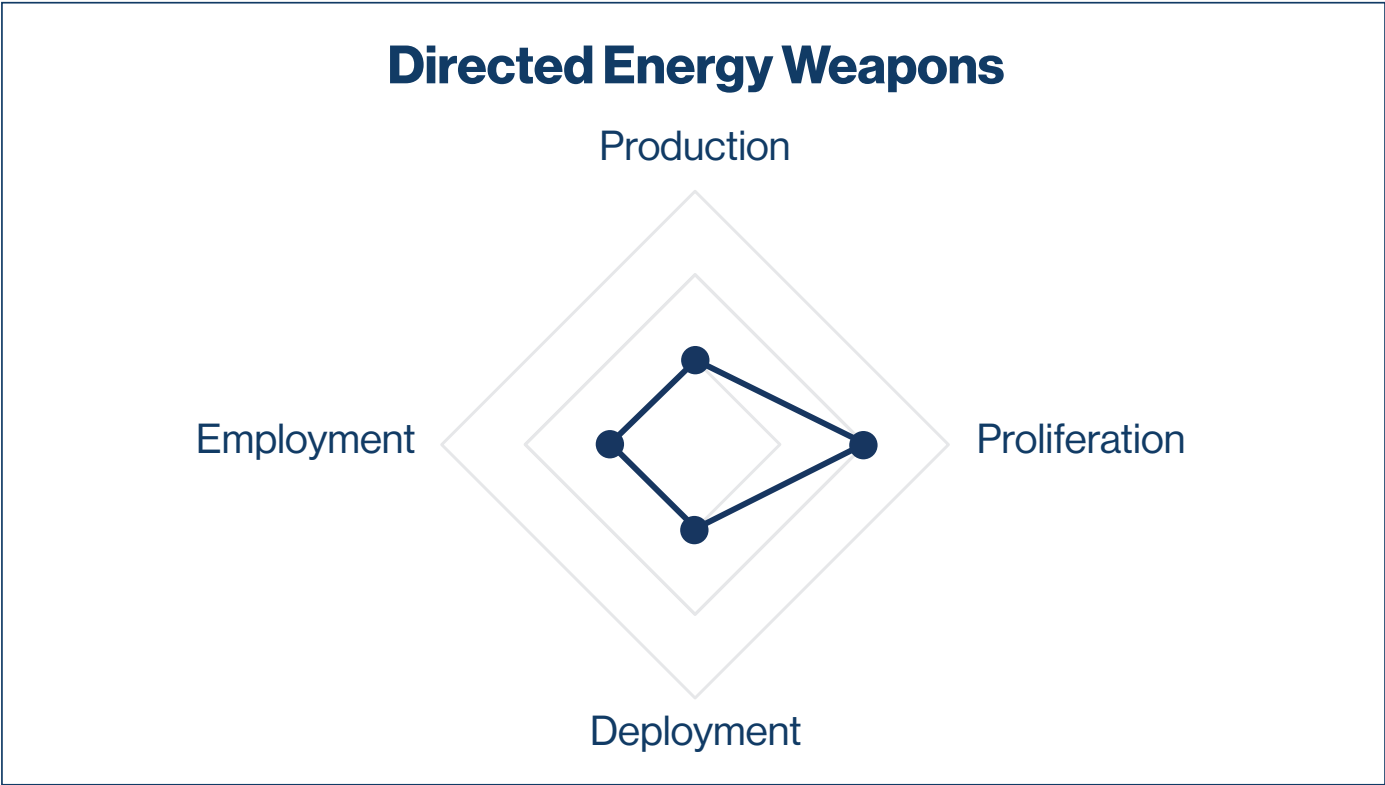 Directed Energy Weapons
Production
Employment
Proliferation
Deployment